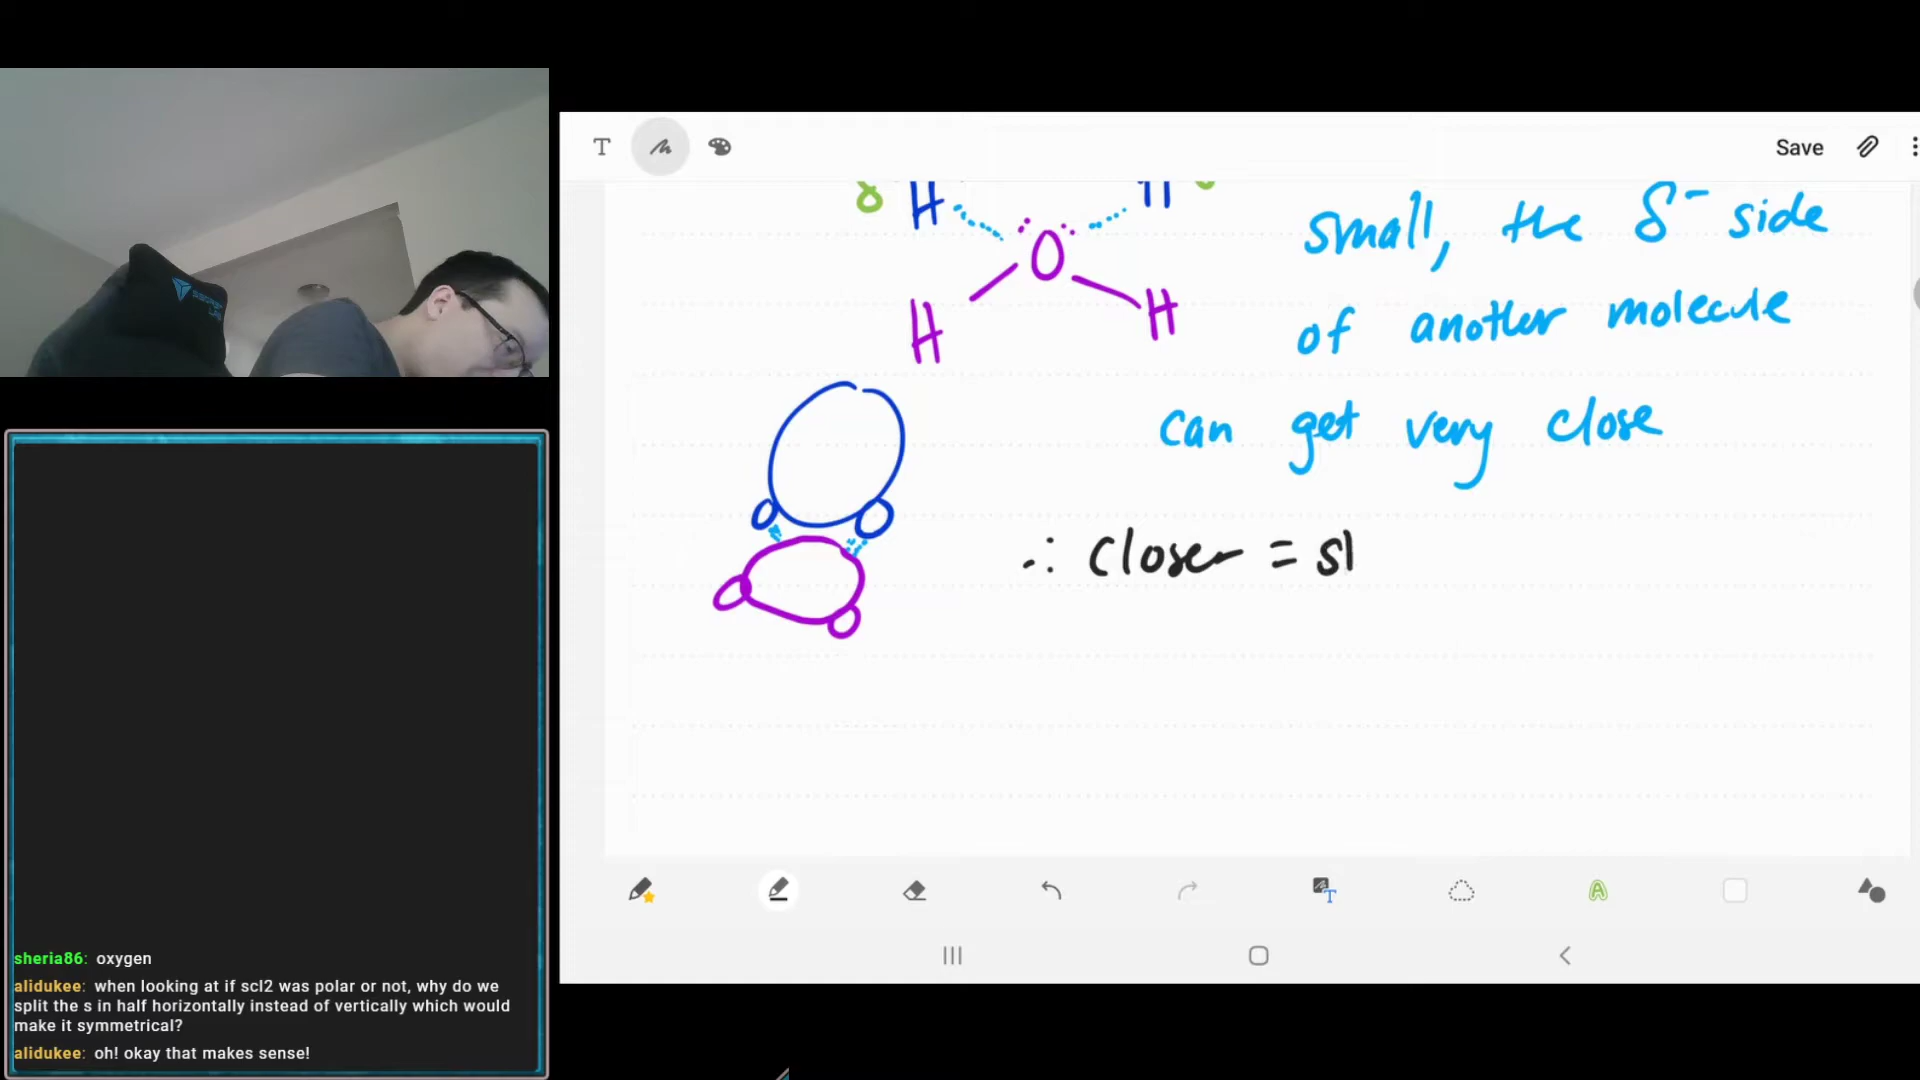 T
Save
δ H H
small, the δ⁻ side
O
of another molecule
H H
can get very close
∴ closer = sl
sheria86: oxygen
alidukee: when looking at if scl2 was polar or not, why do we
split the s in half horizontally instead of vertically which would
make it symmetrical?
alidukee: oh! okay that makes sense!